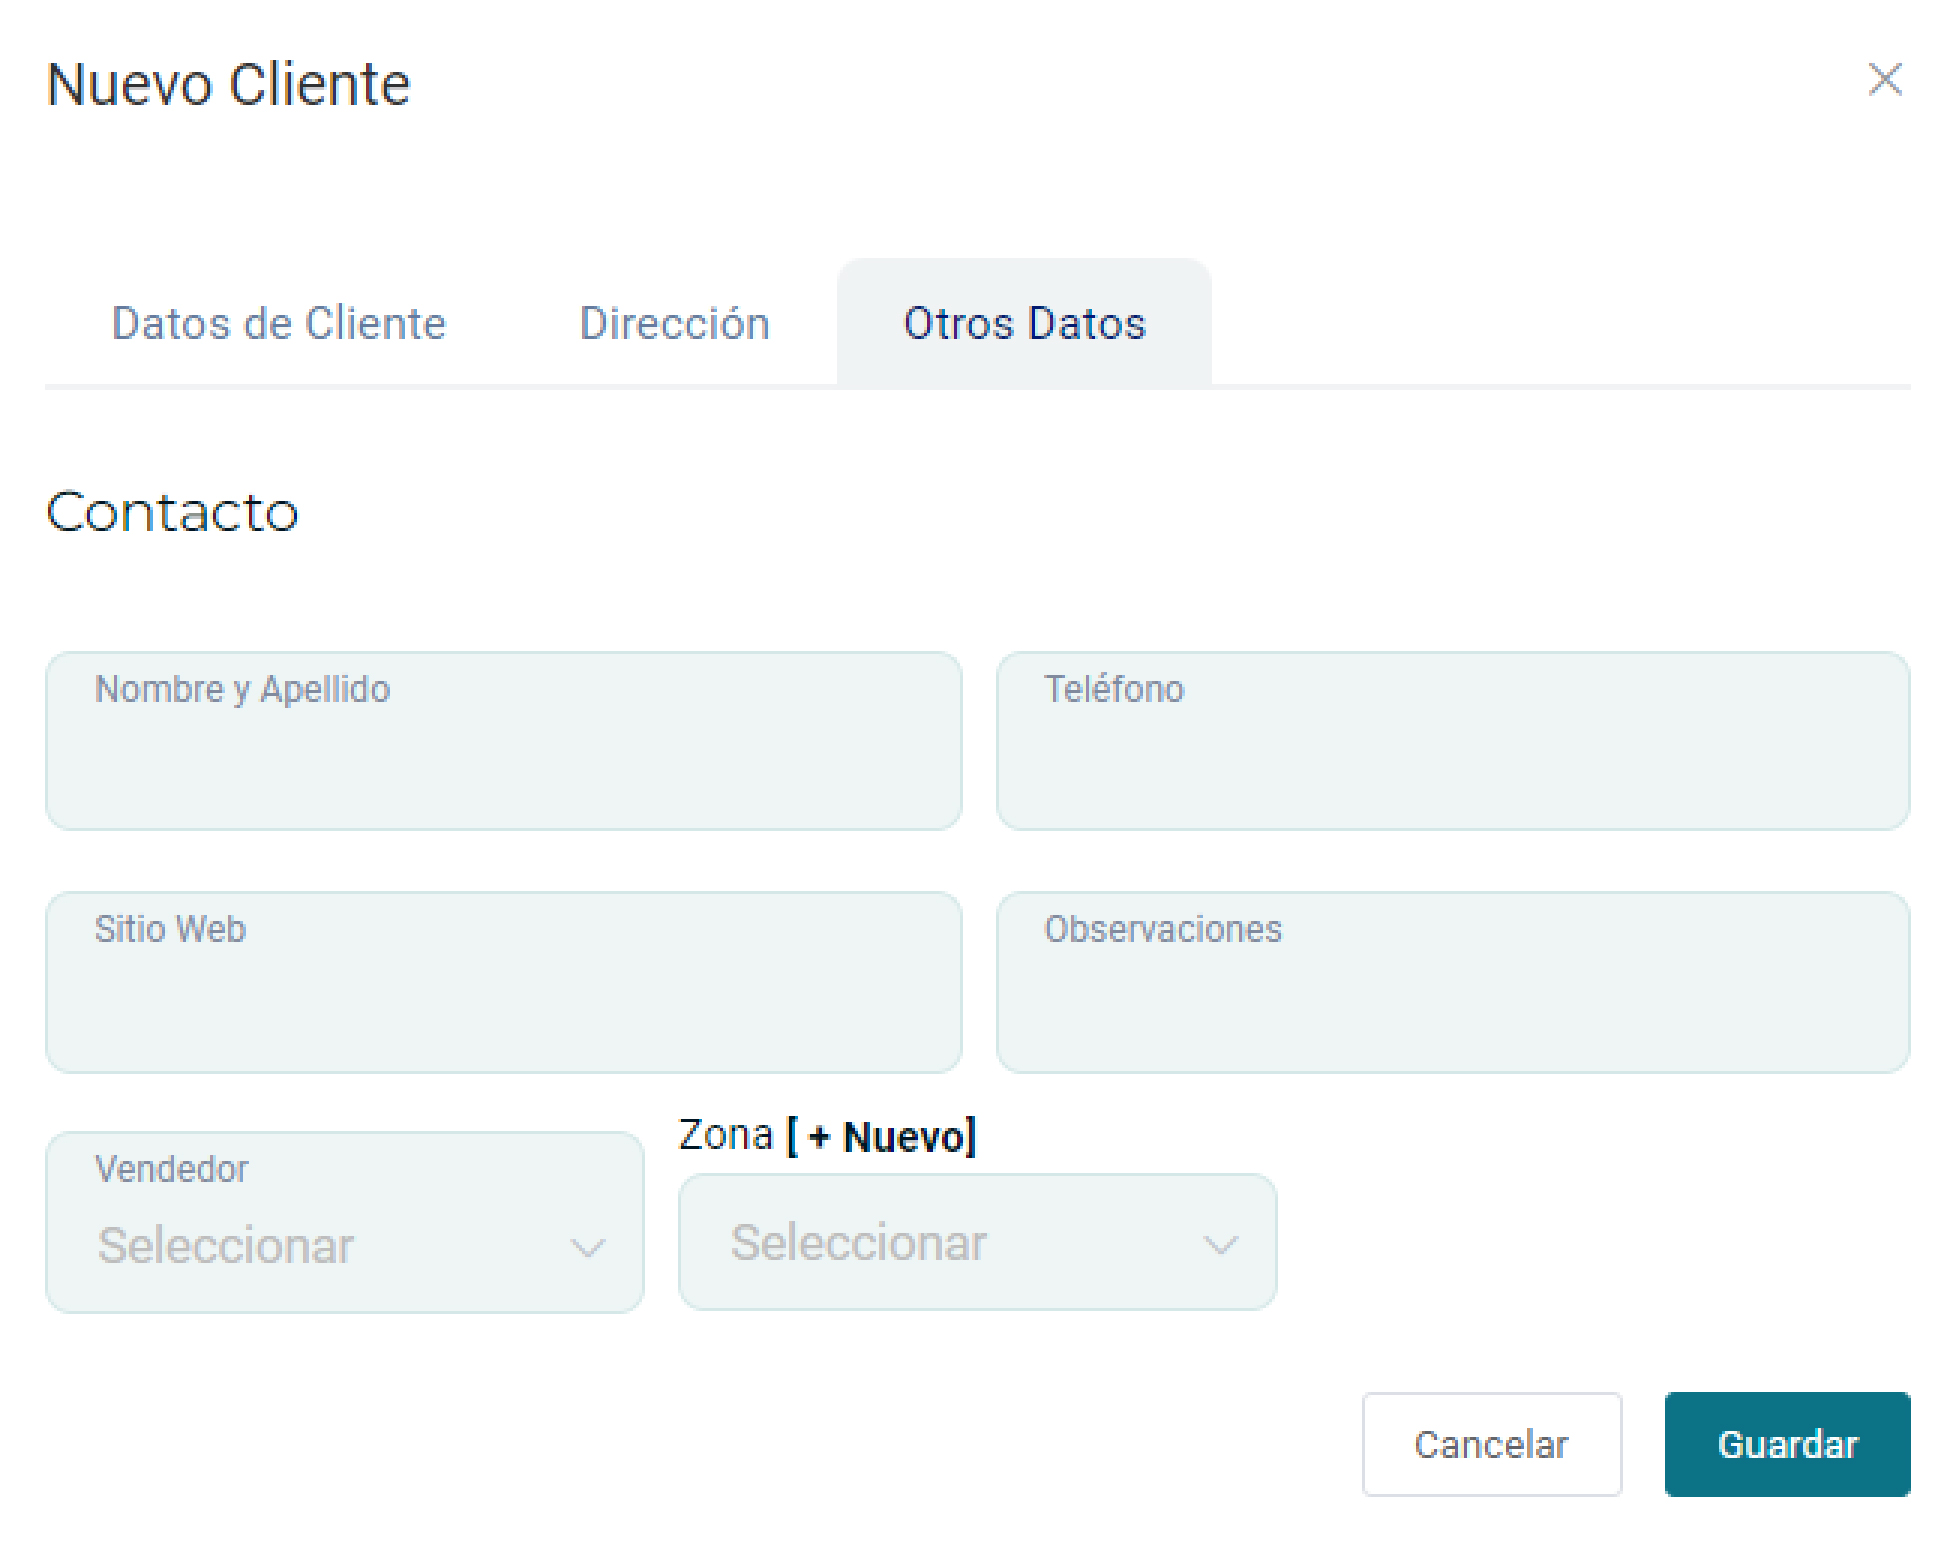 Nuevo Cliente
Datos de Cliente Dirección Otros Datos
Contacto
Nombre y Apellido Teléfono
Sitio Web Observaciones
Zona [ + Nuevo]
Vendedor
Seleccionar Seleccionar
Cancelar Guardar